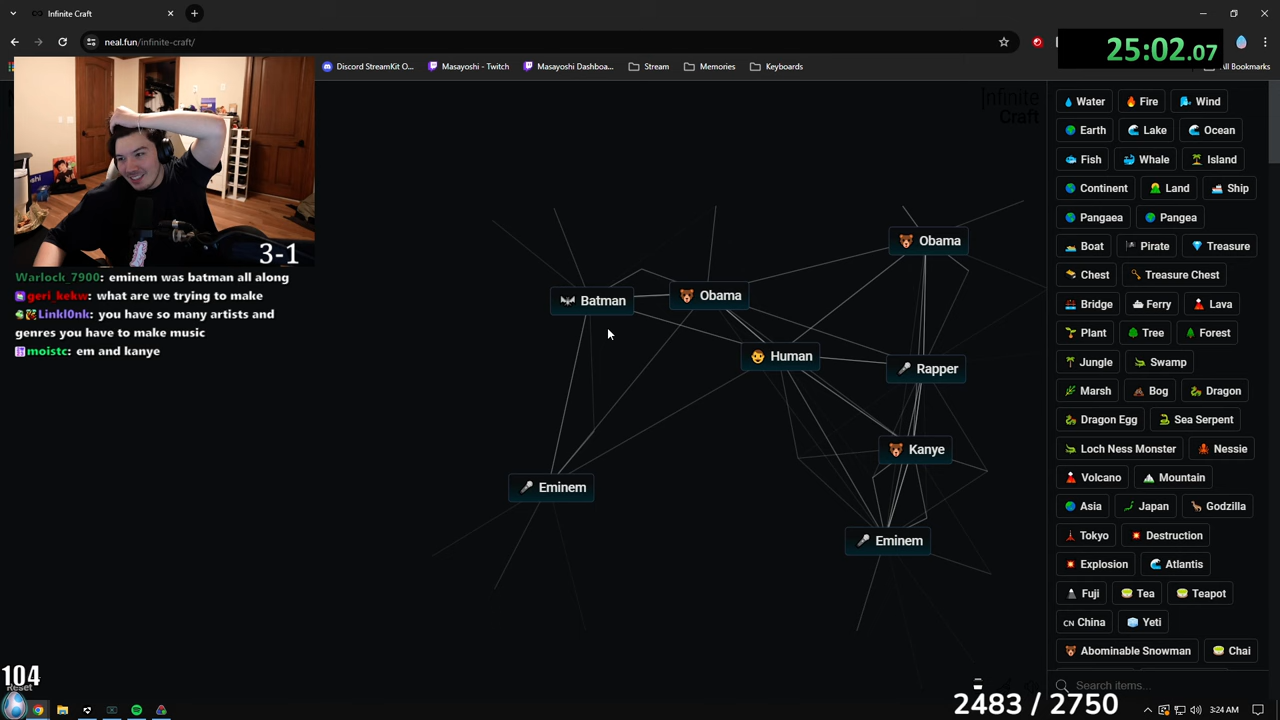 Infinite Craft
25:02.07
neal.fun/infinite-craft/
Discord StreamKit O...
Masayoshi - Twitch
Masayoshi Dashboa...
Stream
Memories
Keyboards
All Bookmarks
3-1
Warlock_7900: eminem was batman all along
geri_kekw: what are we trying to make
Linkl0nk: you have so many artists and
genres you have to make music
moistc: em and kanye
Infinite
Craft
Obama
Batman
Obama
Human
Rapper
Kanye
Eminem
Eminem
Water Fire Wind
Earth Lake Ocean
Fish Whale Island
Continent Land Ship
Pangaea Pangea
Boat Pirate Treasure
Chest Treasure Chest
Bridge Ferry Lava
Plant Tree Forest
Jungle Swamp
Marsh Bog Dragon
Dragon Egg Sea Serpent
Loch Ness Monster Nessie
Volcano Mountain
Asia Japan Godzilla
Tokyo Destruction
Explosion Atlantis
Fuji Tea Teapot
CN China Yeti
Abominable Snowman Chai
Search items...
104
Reset
2483 / 2750
3:24 AM